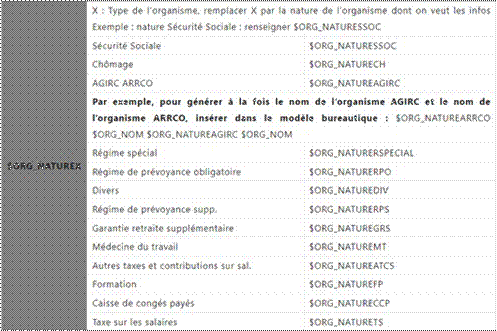 X : Type de l'organisme, remplacer X par la nature de l'organisme dont on veut les infos
Exemple : nature Sécurité Sociale : renseigner $ORG_NATURESSOC
Sécurité Sociale $ORG_NATURESSOC
Chômage $ORG_NATURECH
AGIRC ARRCO $ORG_NATUREAGIRC
Par exemple, pour générer à la fois le nom de l'organisme AGIRC et le nom de
l'organisme ARRCO, insérer dans le modèle bureautique : $ORG_NATUREARRCO
$ORG_NOM $ORG_NATUREAGIRC $ORG_NOM
$ORG_NATUREX
Régime spécial $ORG_NATURERSPECIAL
Régime de prévoyance obligatoire $ORG_NATURERPO
Divers $ORG_NATUREDIV
Régime de prévoyance supp. $ORG_NATURERPS
Garantie retraite supplémentaire $ORG_NATUREGRS
Médecine du travail $ORG_NATUREMT
Autres taxes et contributions sur sal. $ORG_NATUREATCS
Formation $ORG_NATUREFP
Caisse de congés payés $ORG_NATURECCP
Taxe sur les salaires $ORG_NATURETS